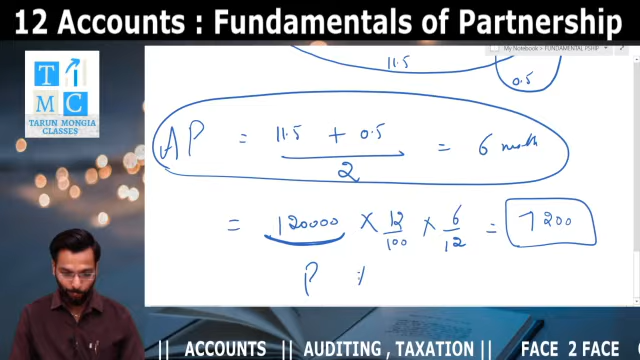 12 Accounts : Fundamentals of Partnership
My Notebook > FUNDAMENTAL PSHIP
T
M C
TARUN MONGIA
CLASSES
11.5
0.5
AP = 11.5 + 0.5 / 2 = 6 month
= 120000 × 12/100 × 6/12 = 7200
P
|| ACCOUNTS || AUDITING , TAXATION || FACE 2 FACE